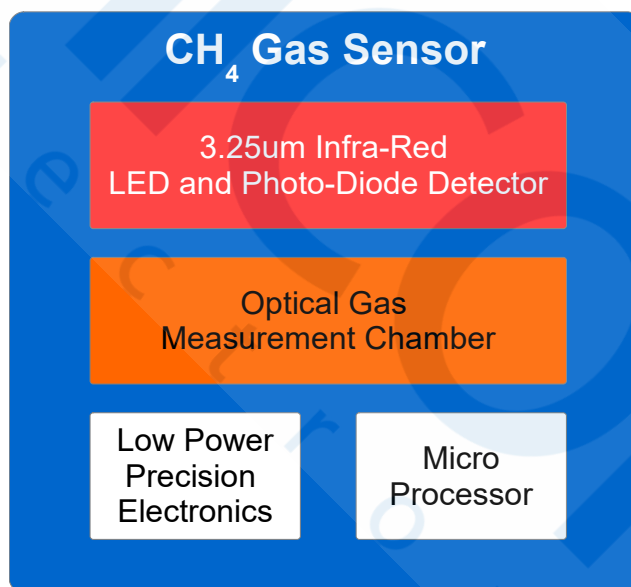 CH₄ Gas Sensor
3.25um Infra-Red
LED and Photo-Diode Detector
Optical Gas
Measurement Chamber
Low Power
Precision
Electronics
Micro
Processor